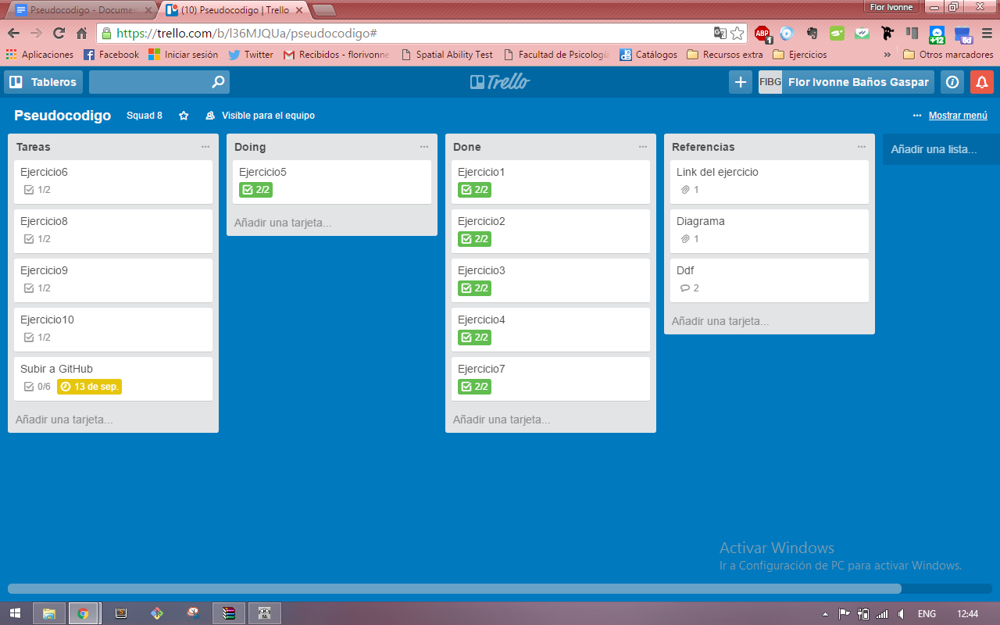 Pseudocodigo - Docume
(10) Pseudocodigo | Trello
Flor Ivonne
https://trello.com/b/l36MJQUa/pseudocodigo#
ABP
1
+12
6d
Aplicaciones
Facebook
Iniciar sesión
Twitter
Recibidos - florivonne
Spatial Ability Test
Facultad de Psicologí
Catálogos
Recursos extra
Ejercicios
»
Otros marcadores
Tableros
Trello
FIBG
Flor Ivonne Baños Gaspar
Pseudocodigo
Squad 8
Visible para el equipo
Mostrar menú
Tareas
Ejercicio6
1/2
Ejercicio8
1/2
Ejercicio9
1/2
Ejercicio10
1/2
Subir a GitHub
0/6
13 de sep.
Añadir una tarjeta...
Doing
Ejercicio5
2/2
Añadir una tarjeta...
Done
Ejercicio1
2/2
Ejercicio2
2/2
Ejercicio3
2/2
Ejercicio4
2/2
Ejercicio7
2/2
Añadir una tarjeta...
Referencias
Link del ejercicio
1
Diagrama
1
Ddf
2
Añadir una tarjeta...
Añadir una lista...
Activar Windows
Ir a Configuración de PC para activar Windows.
ENG
12:44